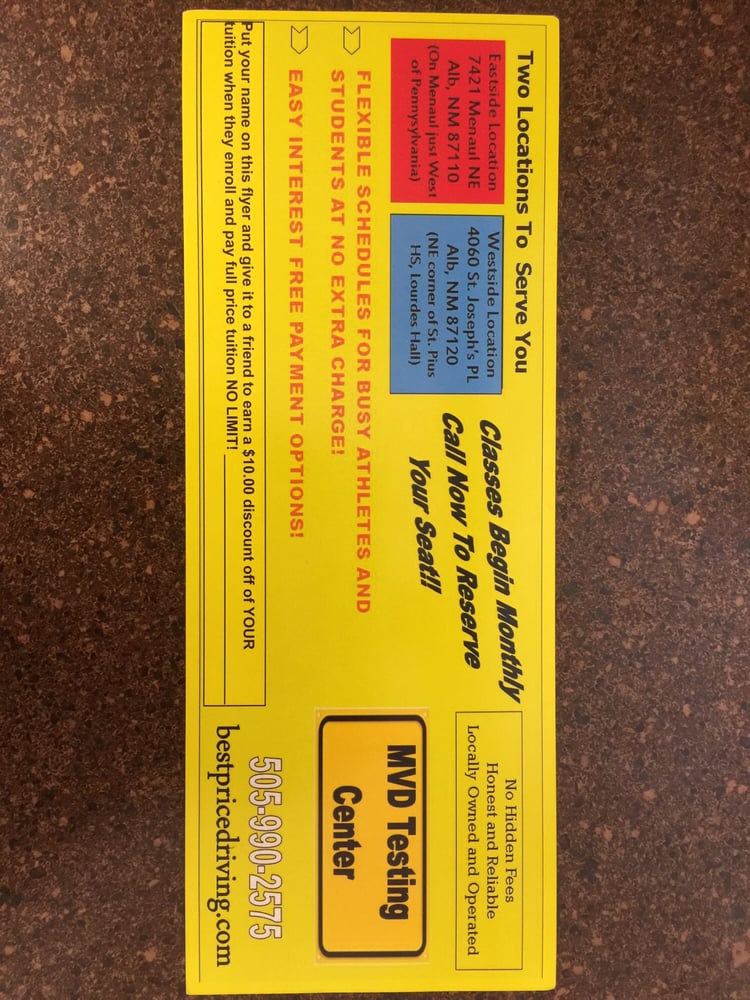 Two Locations To Serve You
Eastside Location
7421 Menaul NE
Alb, NM 87110
(On Menaul just West
of Pennysylvania)
Westside Location
4060 St. Joseph's PL
Alb, NM 87120
(NE corner of St. Pius
HS, Lourdes Hall)
Classes Begin Monthly
Call Now To Reserve
Your Seat!!
No Hidden Fees
Honest and Reliable
Locally Owned and Operated
FLEXIBLE SCHEDULES FOR BUSY ATHLETES AND
STUDENTS AT NO EXTRA CHARGE!
EASY INTEREST FREE PAYMENT OPTIONS!
MVD Testing
Center
Put your name on this flyer and give it to a friend to earn a $10.00 discount off of YOUR
tuition when they enroll and pay full price tuition NO LIMIT!
505-990-2575
bestpricedriving.com